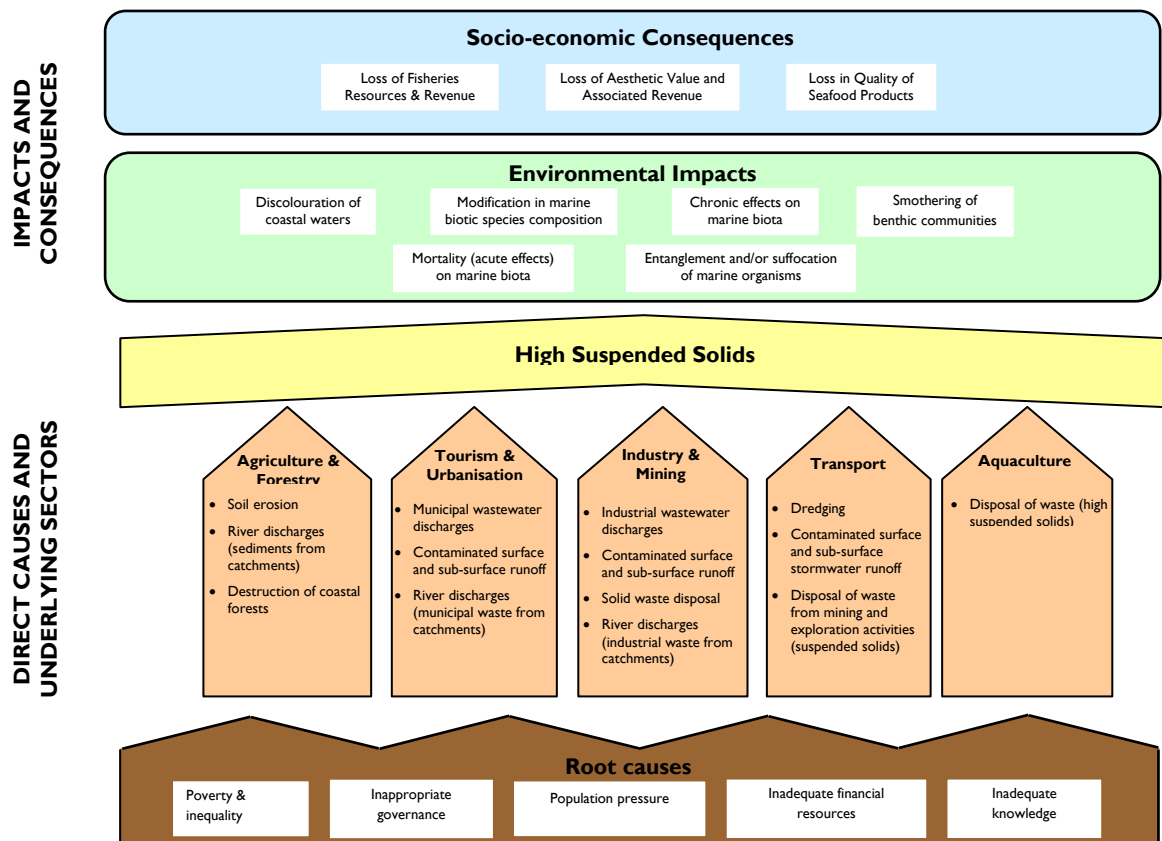 IMPACTS AND
CONSEQUENCES
Socio-economic Consequences
Loss of Fisheries
Resources & Revenue
Loss of Aesthetic Value and
Associated Revenue
Loss in Quality of
Seafood Products
Environmental Impacts
Discolouration of
coastal waters
Modification in marine
biotic species composition
Chronic effects on
marine biota
Smothering of
benthic communities
Mortality (acute effects)
on marine biota
Entanglement and/or suffocation
of marine organisms
DIRECT CAUSES AND
UNDERLYING SECTORS
High Suspended Solids
Agriculture &
Forestry
• Soil erosion
• River discharges
(sediments from
catchments)
• Destruction of coastal
forests
Tourism &
Urbanisation
• Municipal wastewater
discharges
• Contaminated surface
and sub-surface runoff
• River discharges
(municipal waste from
catchments)
Industry &
Mining
• Industrial wastewater
discharges
• Contaminated surface
and sub-surface runoff
• Solid waste disposal
• River discharges
(industrial waste from
catchments)
Transport
• Dredging
• Contaminated surface
and sub-surface
stormwater runoff
• Disposal of waste
from mining and
exploration activities
(suspended solids)
Aquaculture
• Disposal of waste (high
suspended solids)
Root causes
Poverty &
inequality
Inappropriate
governance
Population pressure
Inadequate financial
resources
Inadequate
knowledge